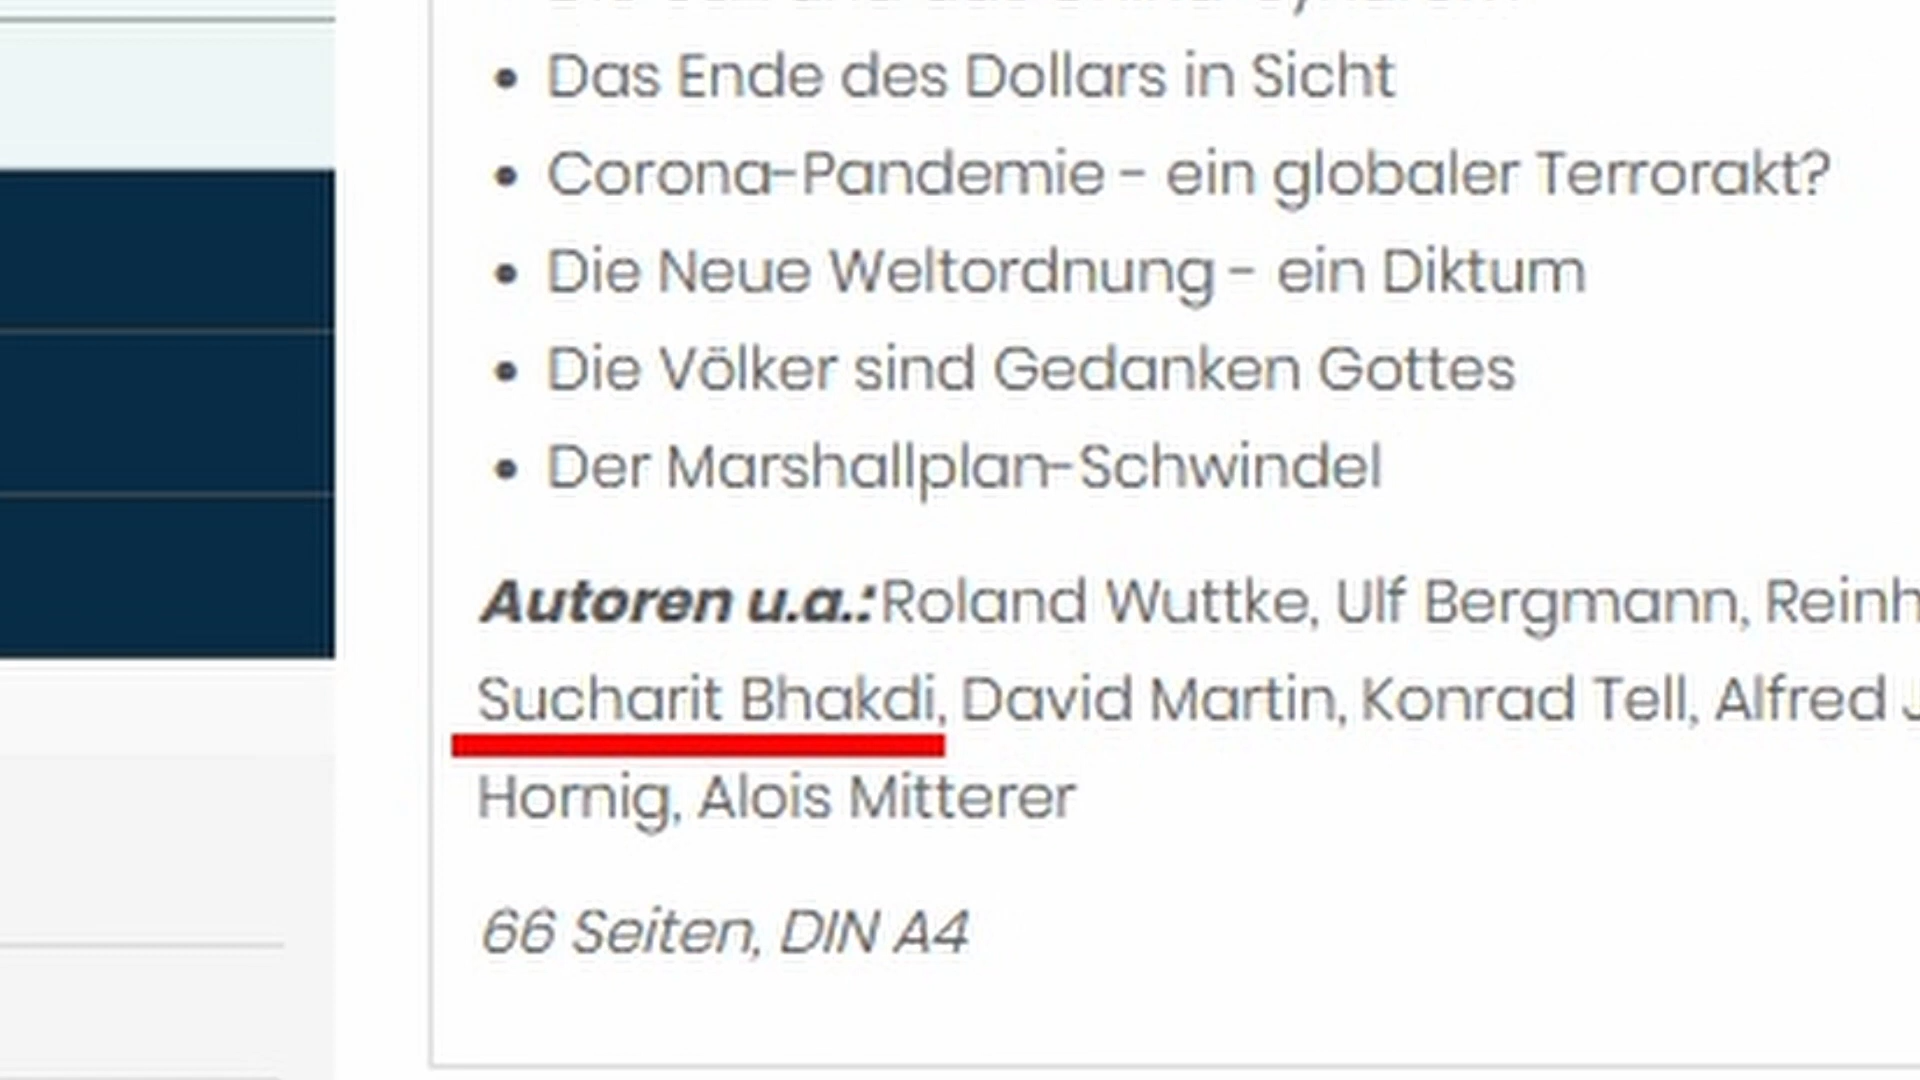 Das Ende des Dollars in Sicht
Corona-Pandemie - ein globaler Terrorakt?
Die Neue Weltordnung - ein Diktum
Die Völker sind Gedanken Gottes
Der Marshallplan-Schwindel
Autoren u.a.: Roland Wuttke, Ulf Bergmann,
Sucharit Bhakdi, David Martin, Konrad Tell, Alfred
Hornig, Alois Mitterer
66 Seiten, DIN A4